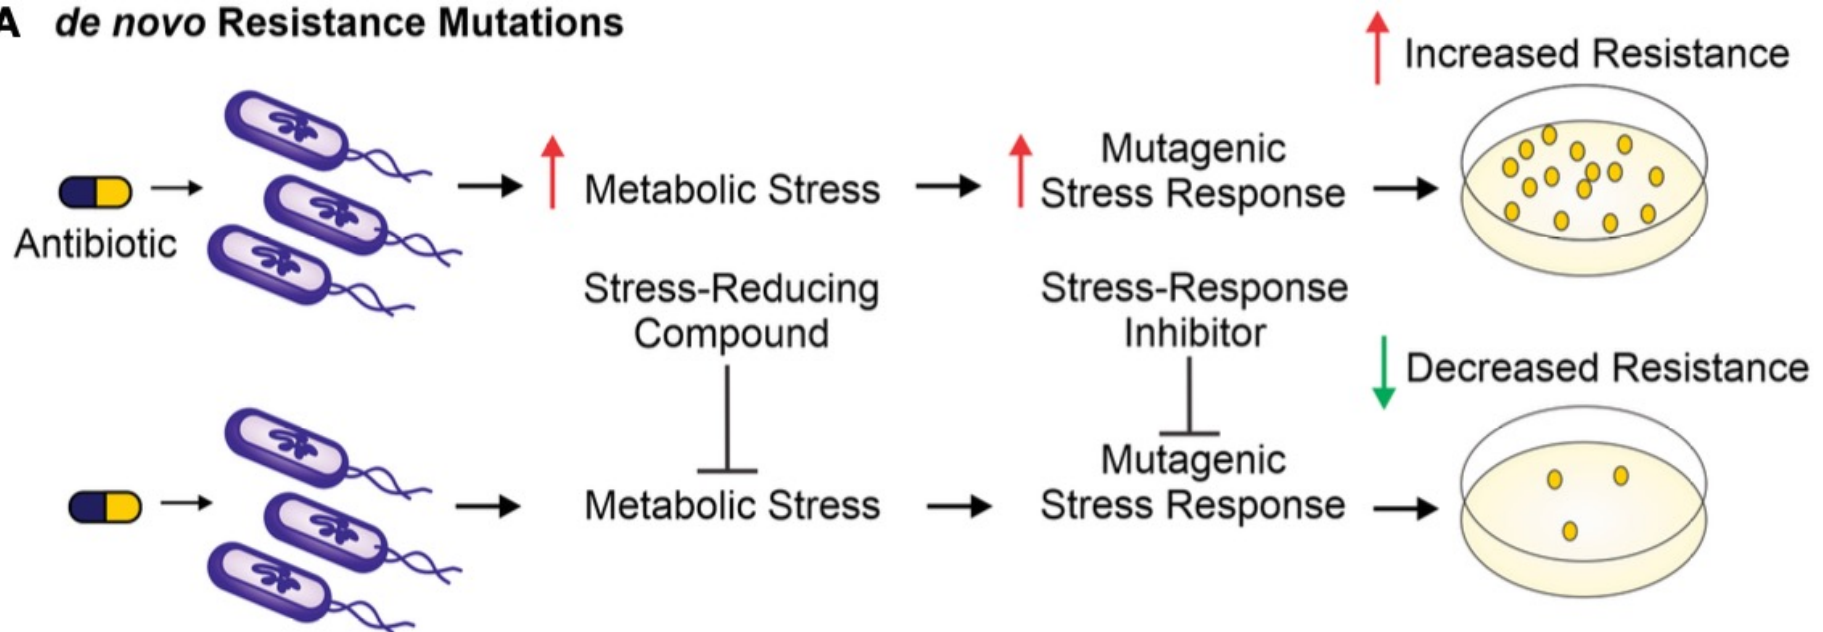 A de novo Resistance Mutations
Increased Resistance
Antibiotic
Metabolic Stress
Mutagenic
Stress Response
Stress-Reducing
Compound
Stress-Response
Inhibitor
Decreased Resistance
Metabolic Stress
Mutagenic
Stress Response